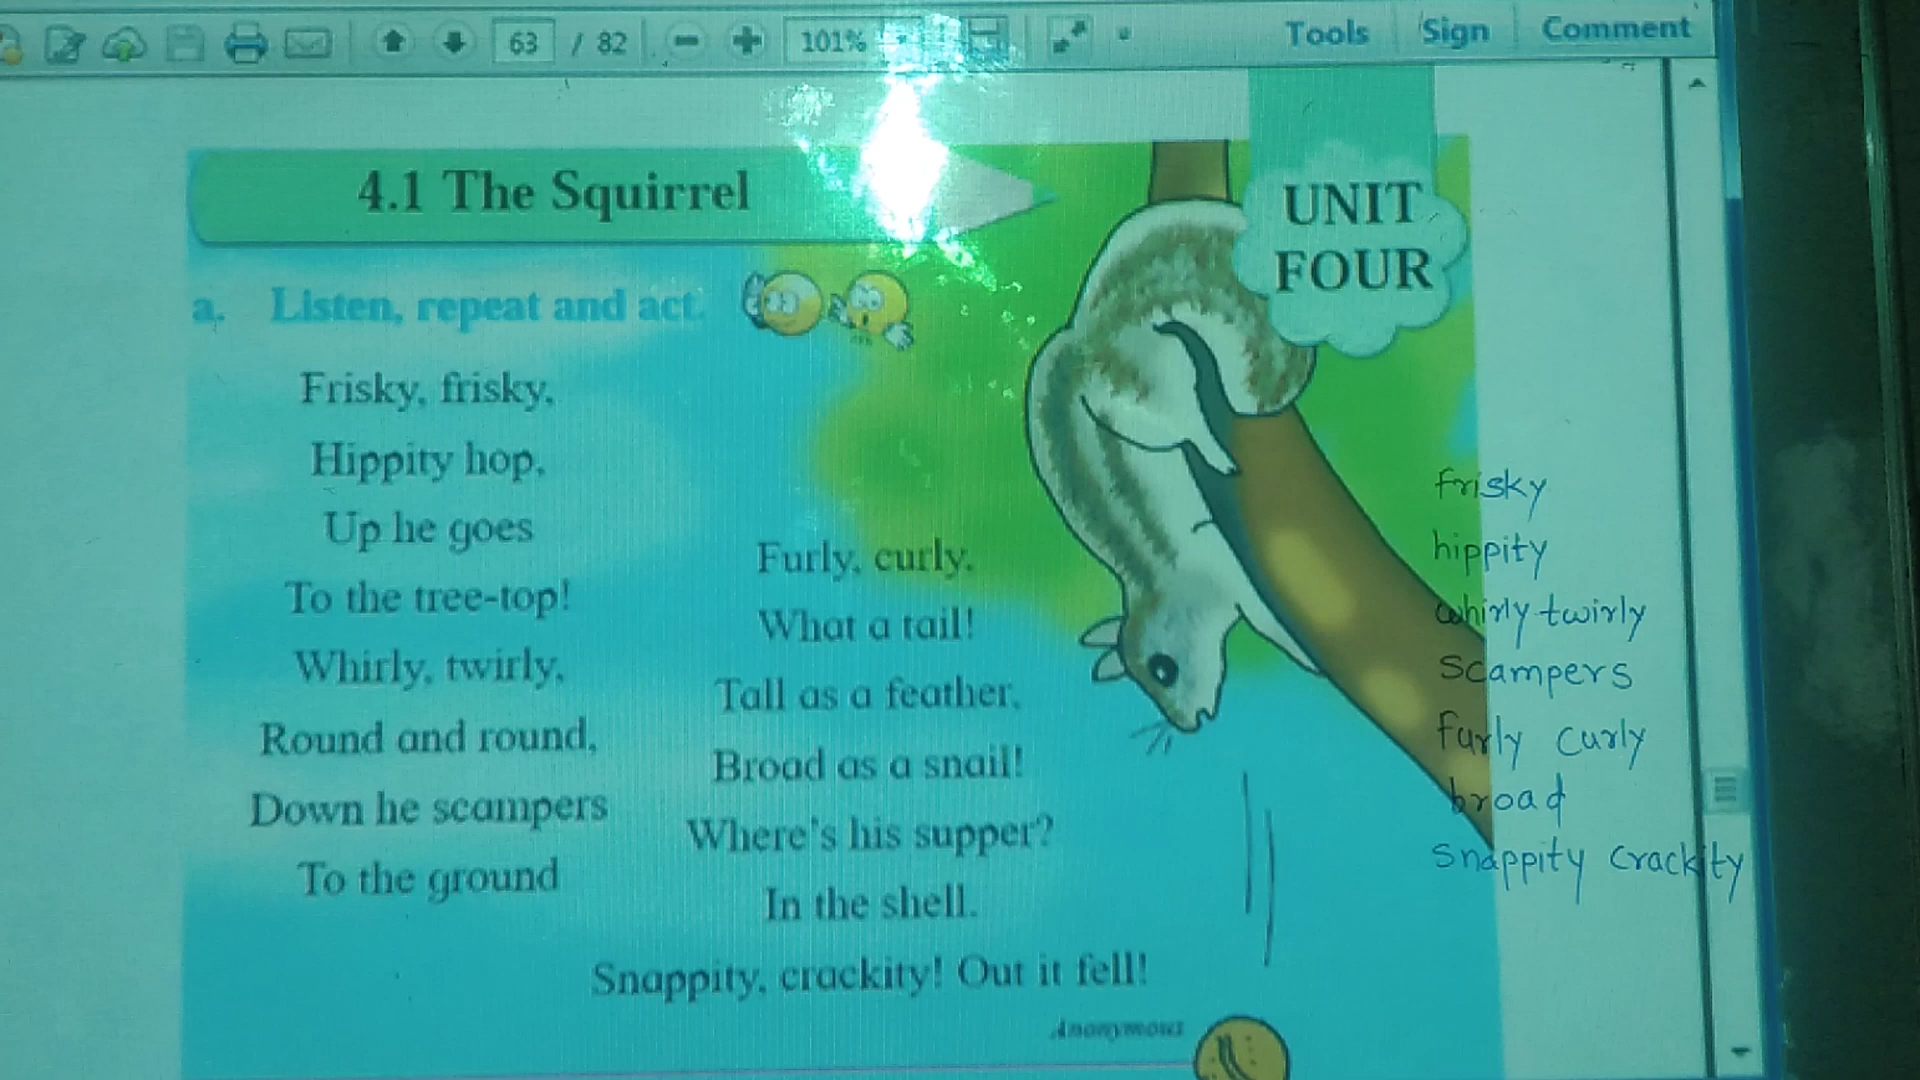 63 / 82
101%
Tools
Sign
Comment
4.1 The Squirrel
UNIT
FOUR
a. Listen, repeat and act.
Frisky, frisky,
Hippity hop,
Up he goes
To the tree-top!
Whirly, twirly,
Round and round,
Down he scampers
To the ground
Furly, curly,
What a tail!
Tall as a feather,
Broad as a snail!
Where's his supper?
In the shell.
Snappity, crackity! Out it fell!
Anonymous
frisky
hippity
whirly-twirly
scampers
furly curly
broad
snappity crackity